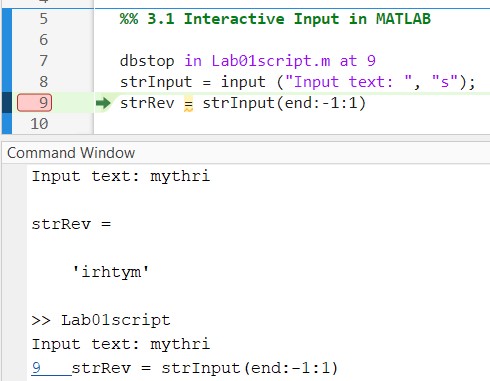 5 %% 3.1 Interactive Input in MATLAB
6
7 dbstop in Lab01script.m at 9
8 strInput = input ("Input text: ", "s");
9 strRev = strInput(end:-1:1)
10
Command Window
Input text: mythri
strRev =
'irhtym'
>> Lab01script
Input text: mythri
9 strRev = strInput(end:-1:1)